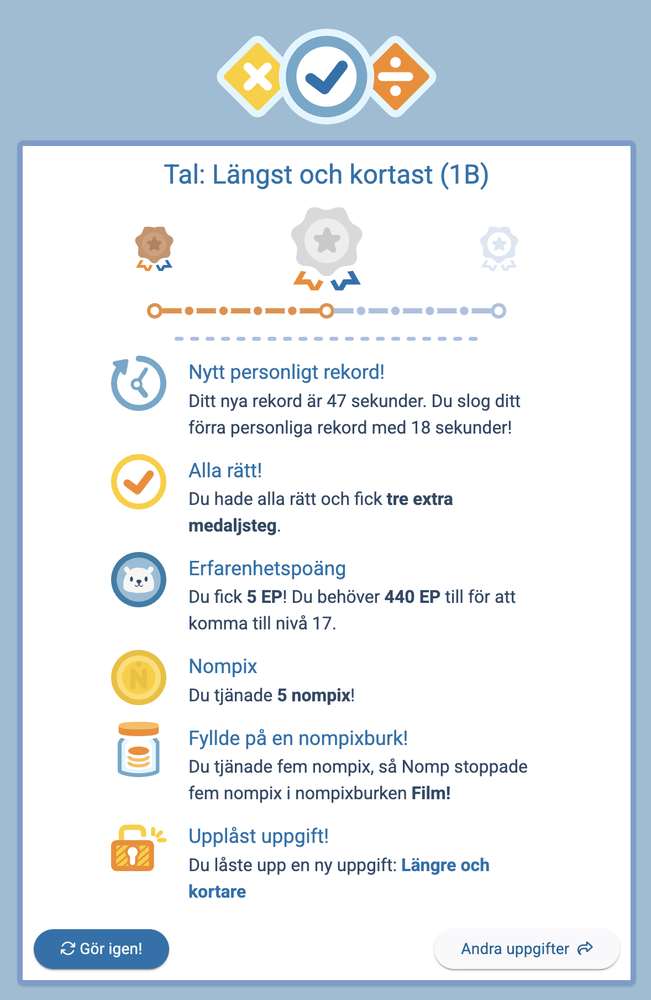 Tal: Längst och kortast (1B)
Nytt personligt rekord!
Ditt nya rekord är 47 sekunder. Du slog ditt
förra personliga rekord med 18 sekunder!
Alla rätt!
Du hade alla rätt och fick tre extra
medaljsteg.
Erfarenhetspoäng
Du fick 5 EP! Du behöver 440 EP till för att
komma till nivå 17.
N
Nompix
Du tjänade 5 nompix!
Fyllde på en nompixburk!
Du tjänade fem nompix, så Nomp stoppade
fem nompix i nompixburken Film!
Upplåst uppgift!
Du låste upp en ny uppgift: Längre och
kortare
Gör igen!
Andra uppgifter